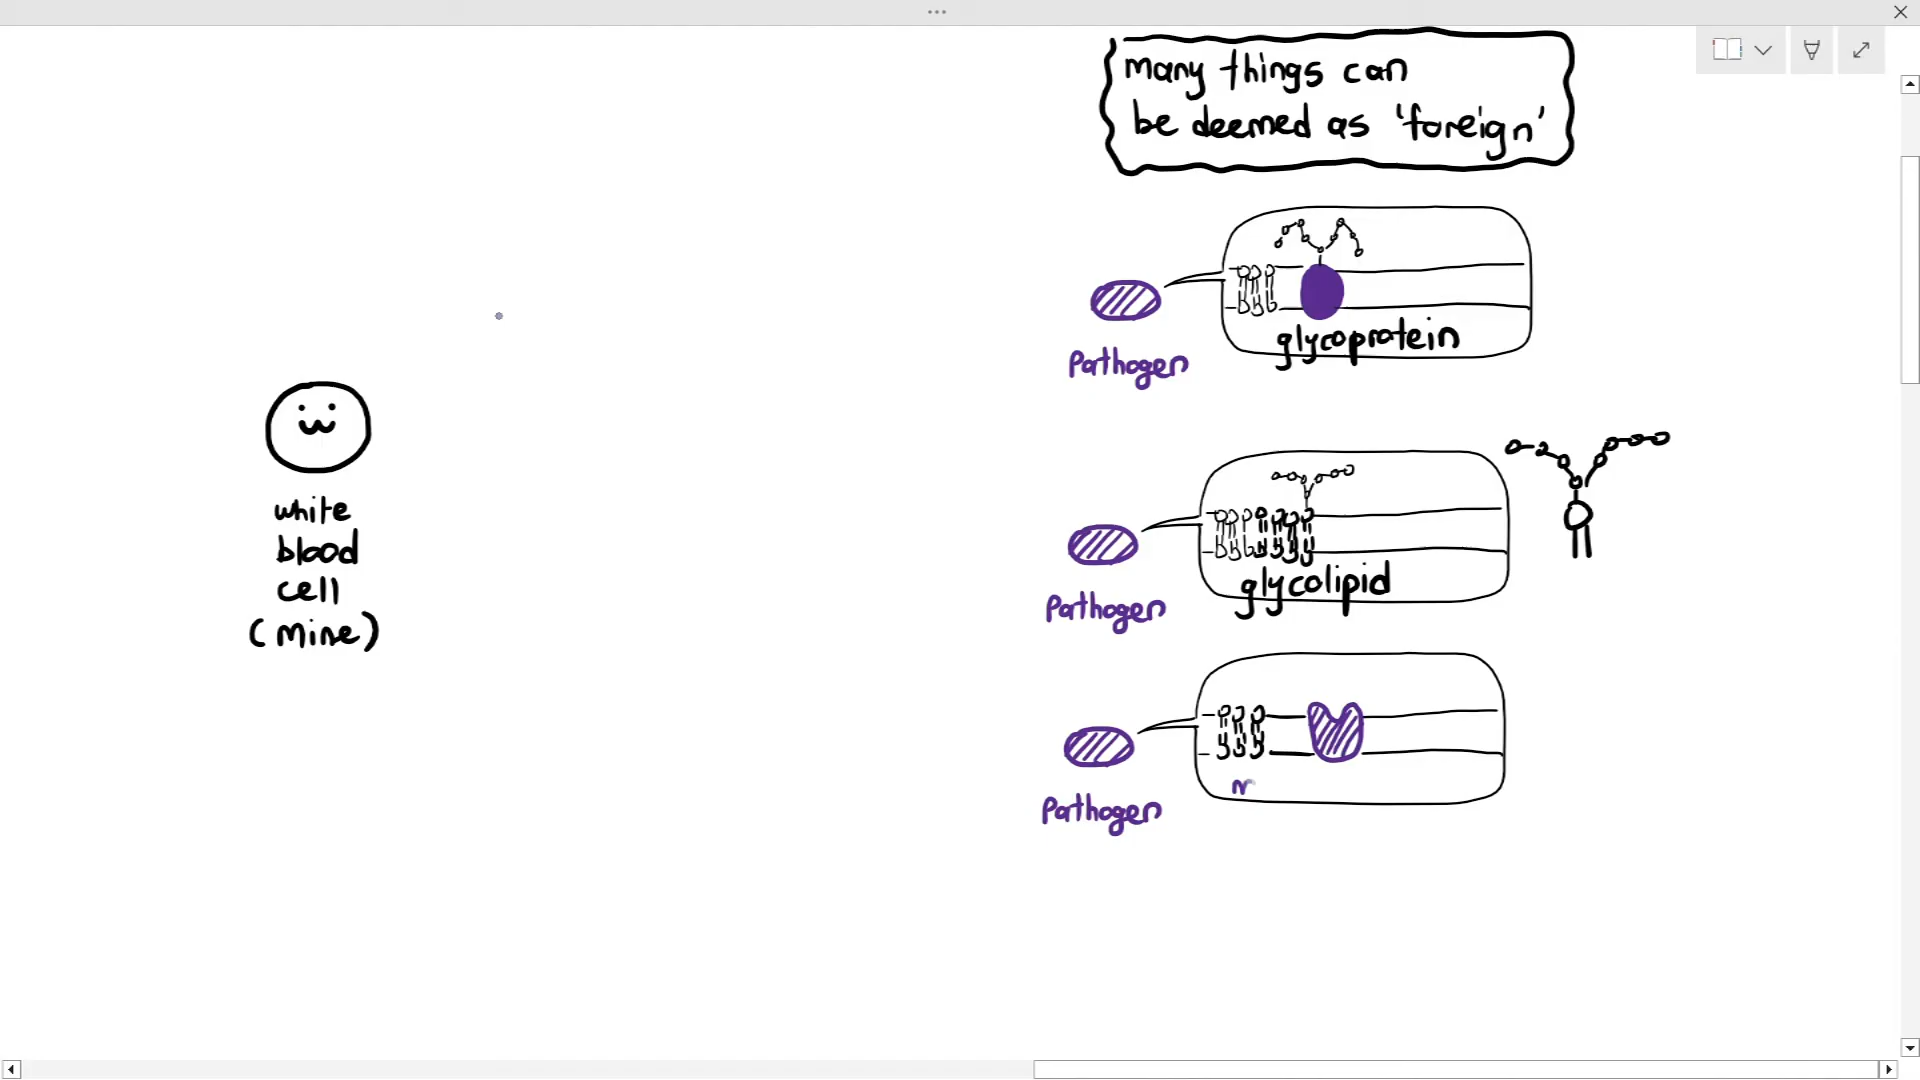 many things can
be deemed as 'foreign'
glycoprotein
Pathogen
white
blood
cell
(mine)
glycolipid
Pathogen
Pathogen